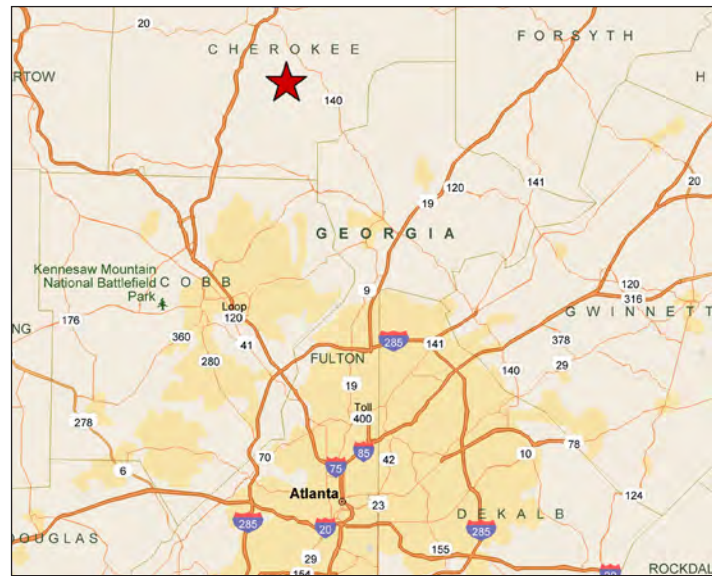 20
CHEROKEE
FORSYTH
RTOW
H
140
20
120
141
19
GEORGIA
Kennesaw Mountain
National Battlefield
Park
COBB
9
120
316
Loop
120
GWINNETT
NG
176
360
41
285
141
378
FULTON
280
19
140
29
Toll
400
278
78
70
85
42
10
6
75
Atlanta
23
124
DEKALB
285
20
285
OUGLAS
155
29
154
20
ROCKDAL